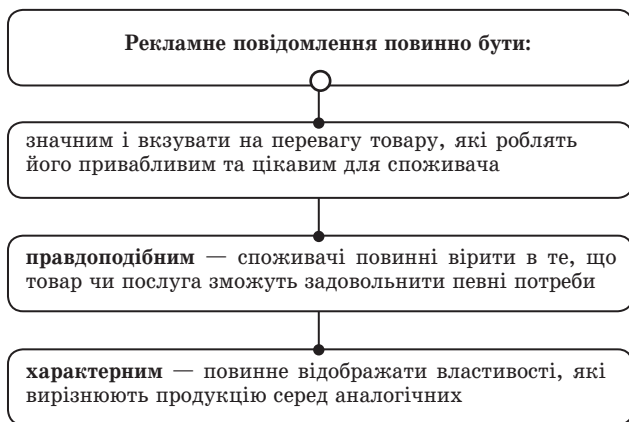 Рекламне повідомлення повинно бути:
значним і вкзувати на перевагу товару, які роблять
його привабливим та цікавим для споживача
правдоподібним — споживачі повинні вірити в те, що
товар чи послуга зможуть задовольнити певні потреби
характерним — повинне відображати властивості, які
вирізнюють продукцію серед аналогічних